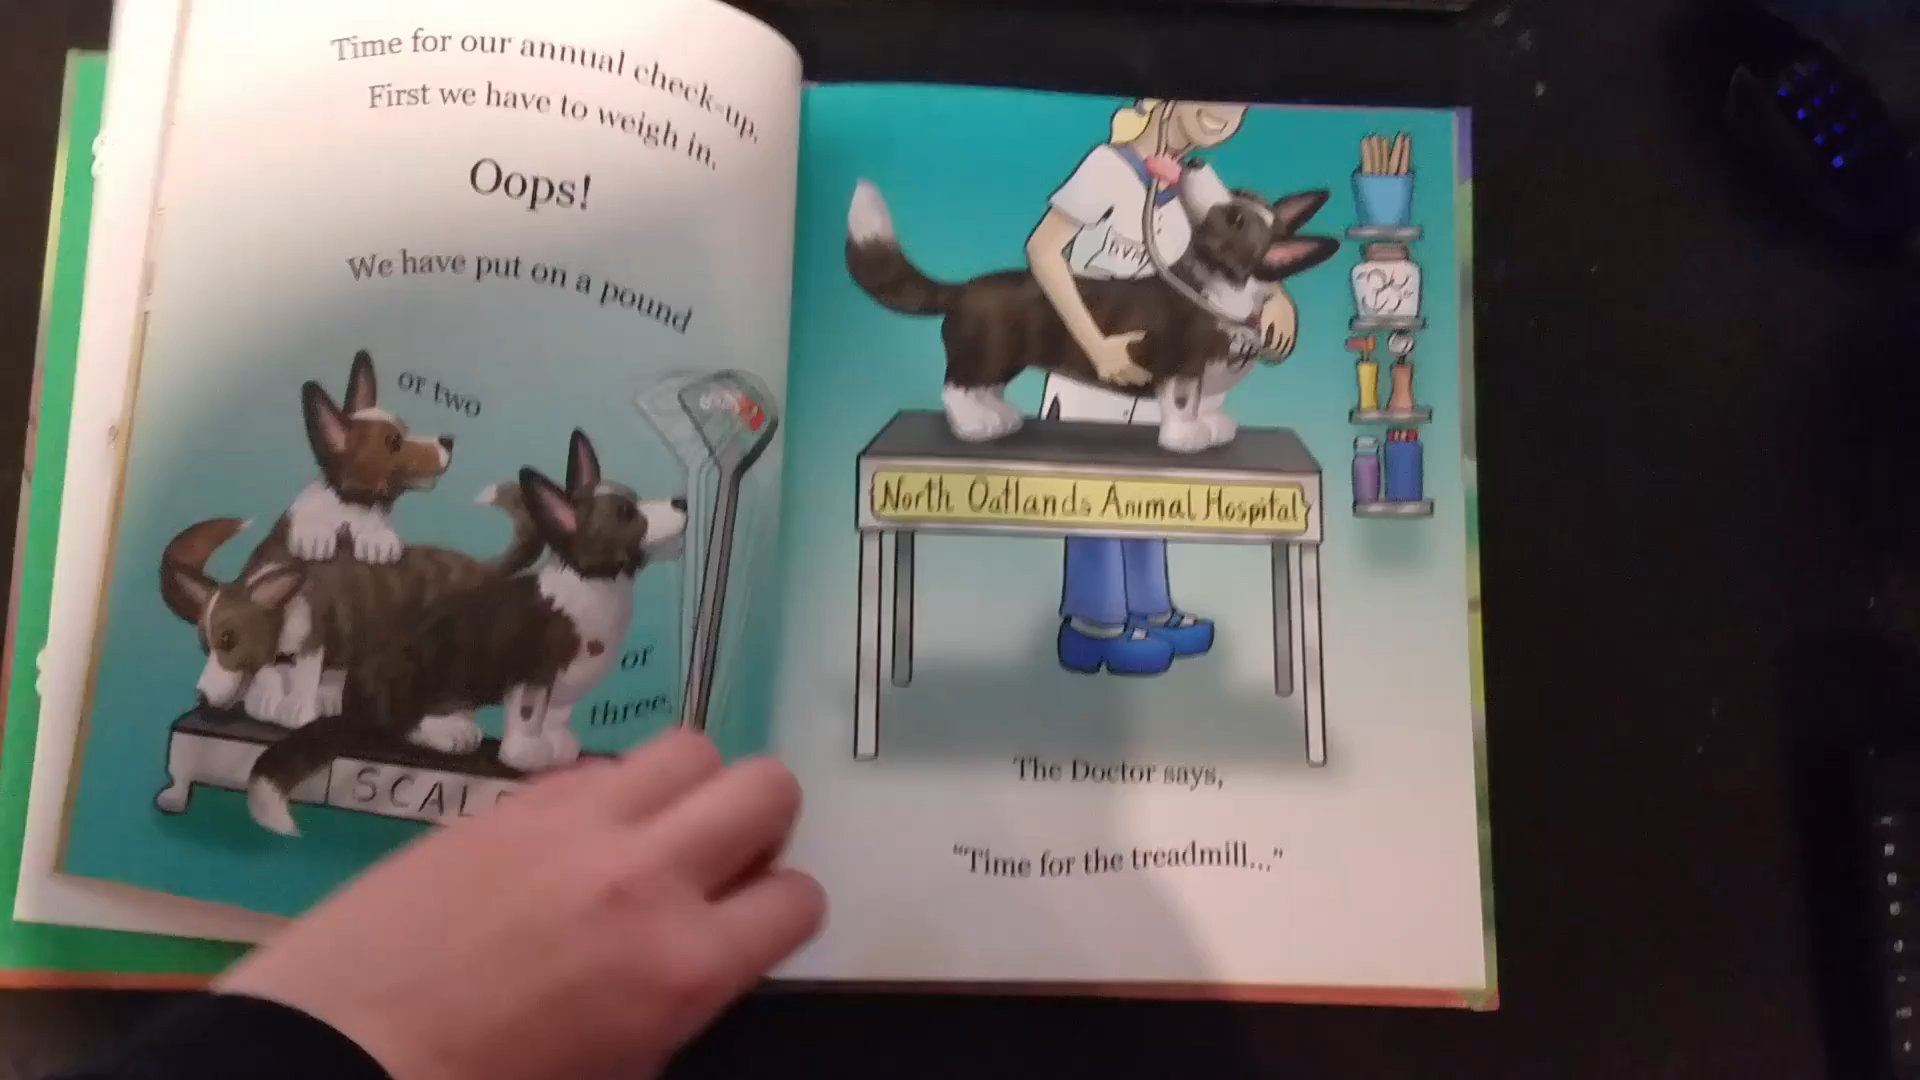 Time for our annual check-up.
First we have to weigh in.
Oops!
We have put on a pound
or two
or
three.
DVM
North Oatlands Animal Hospital
The Doctor says,
"Time for the treadmill..."